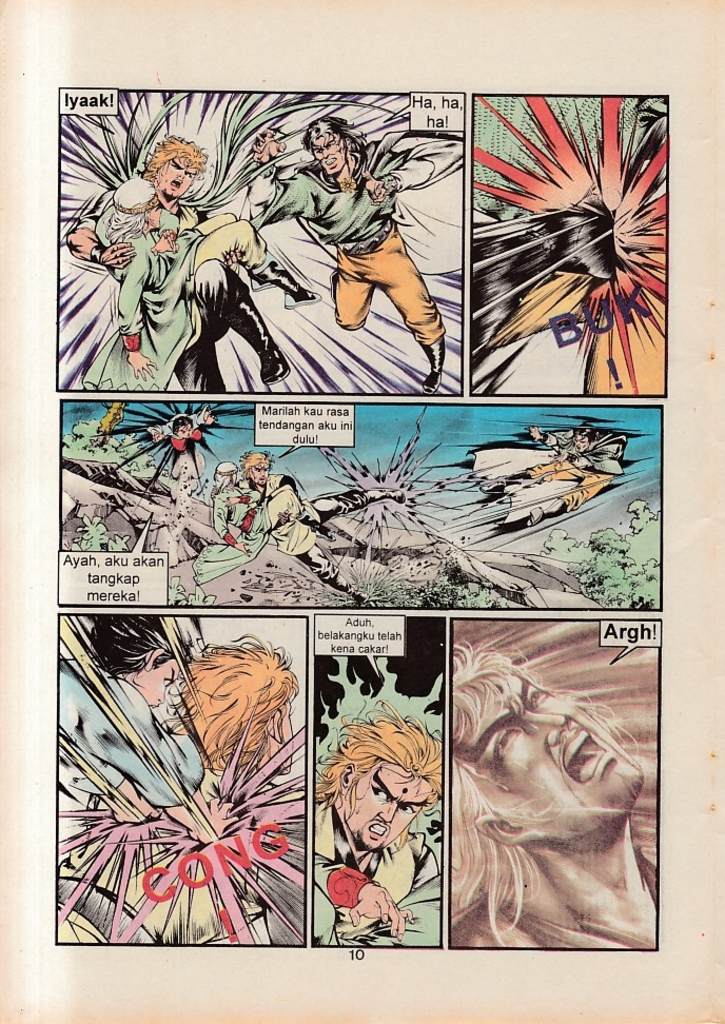 Iyaak!
Ha, ha,
ha!
BUK
!
Marilah kau rasa
tendangan aku ini
dulu!
Ayah, aku akan
tangkap
mereka!
CONG
!
Aduh,
belakangku telah
kena cakar!
Argh!
10